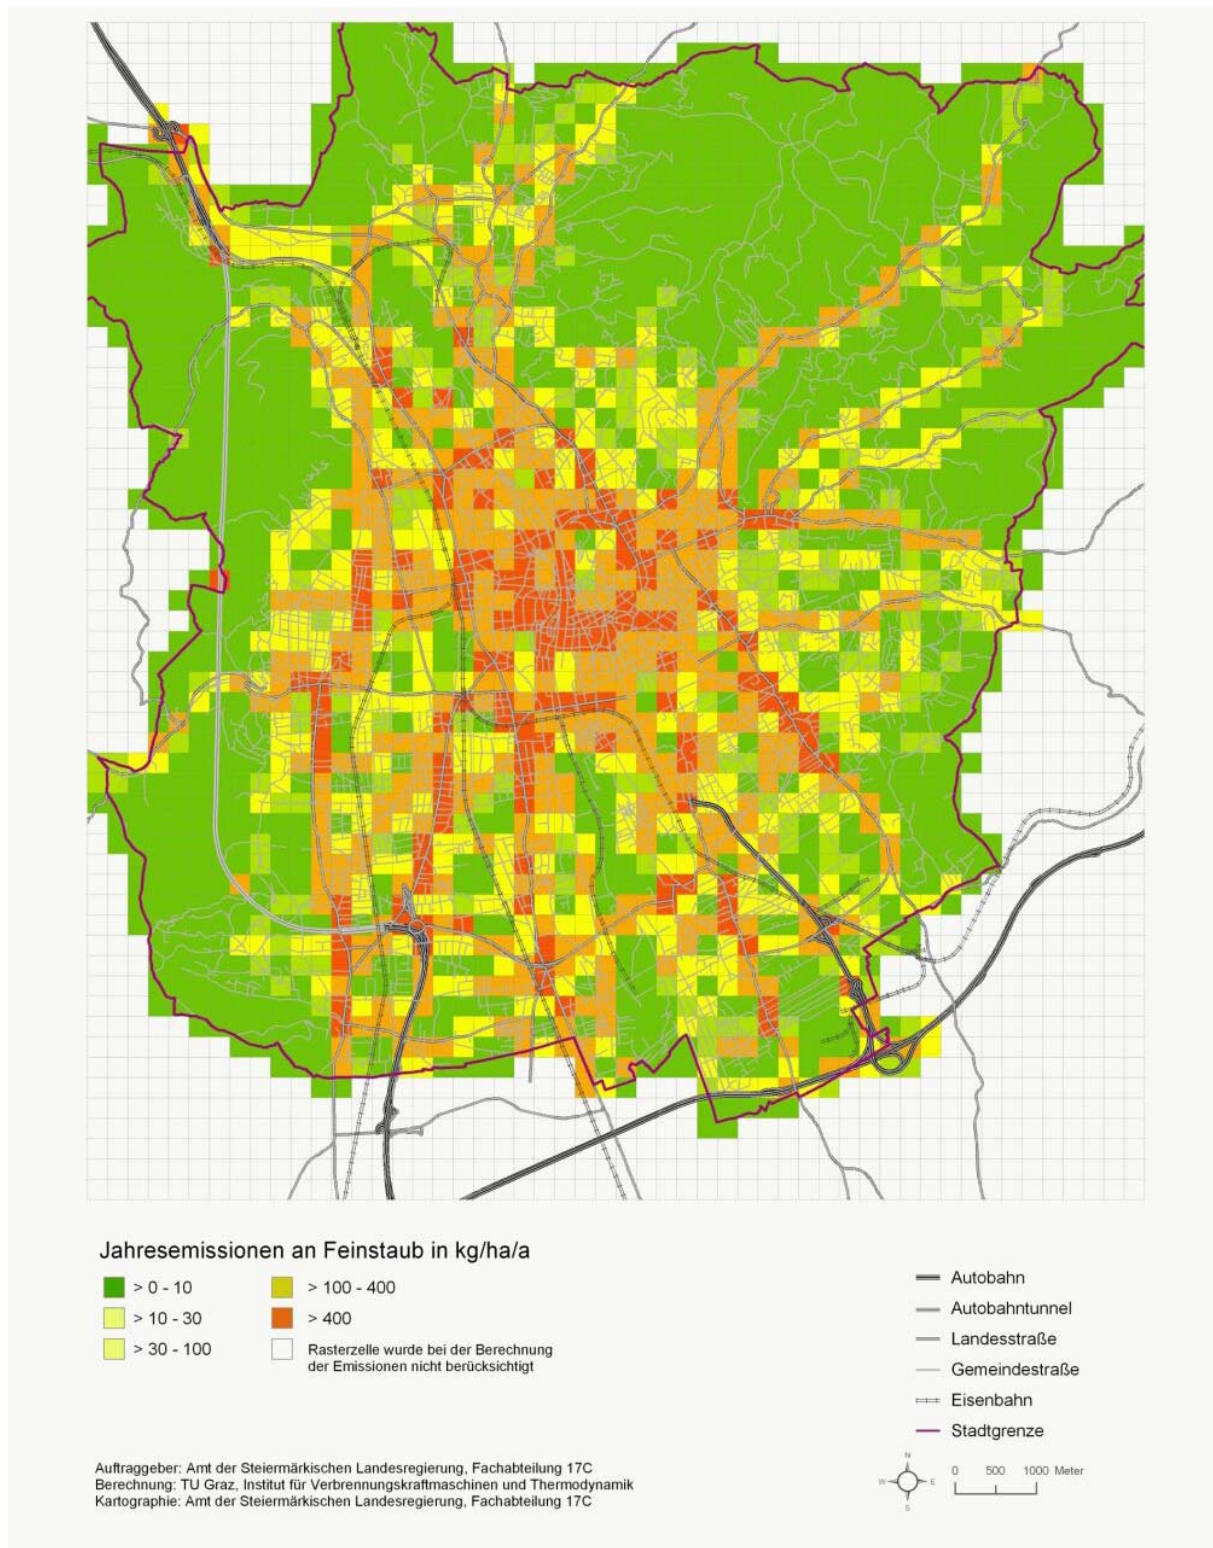 Jahresemissionen an Feinstaub in kg/ha/a
> 0 - 10
> 10 - 30
> 30 - 100
> 100 - 400
> 400
Rasterzelle wurde bei der Berechnung
der Emissionen nicht berücksichtigt
Autobahn
Autobahntunnel
Landesstraße
Gemeindestraße
Eisenbahn
Stadtgrenze
Auftraggeber: Amt der Steiermärkischen Landesregierung, Fachabteilung 17C
Berechnung: TU Graz, Institut für Verbrennungskraftmaschinen und Thermodynamik
Kartographie: Amt der Steiermärkischen Landesregierung, Fachabteilung 17C
N
W E
S
0 500 1000 Meter